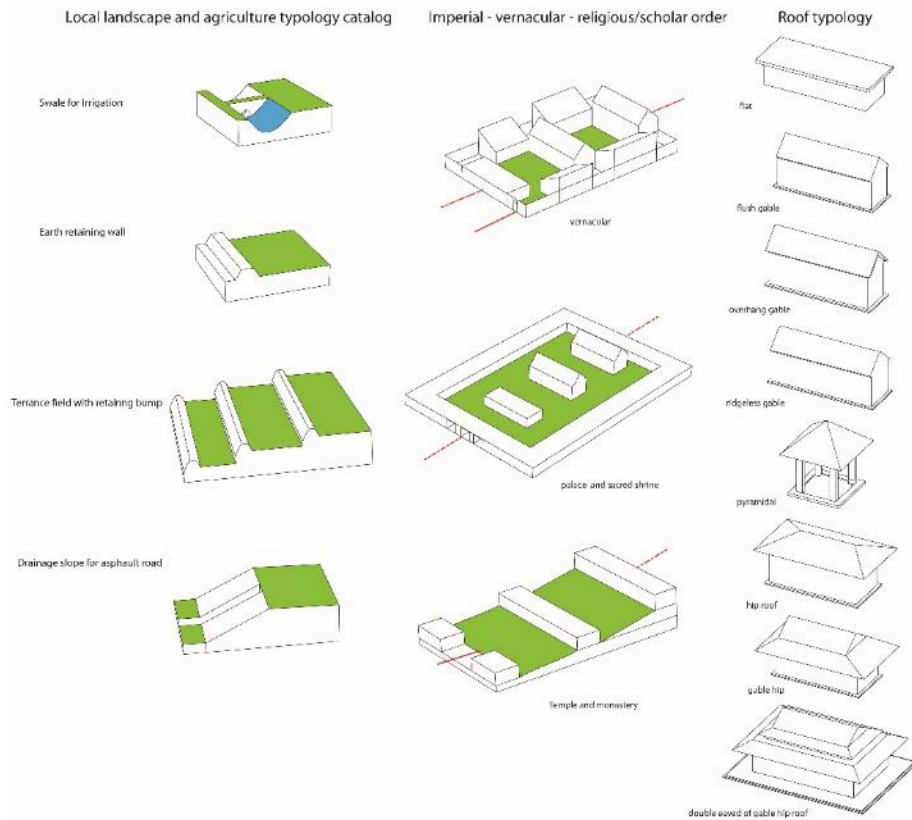 Local landscape and agriculture typology catalog
Swale for Irrigation
Earth retaining wall
Terrance field with retaining bump
Drainage slope for asphault road
Imperial - vernacular - religious/scholar order
vernacular
palace and sacred shrine
Temple and monastery
Roof typology
flat
flush gable
overhang gable
ridgeless gable
pyramidal
hip roof
gable hip
double eaved of gable hip roof